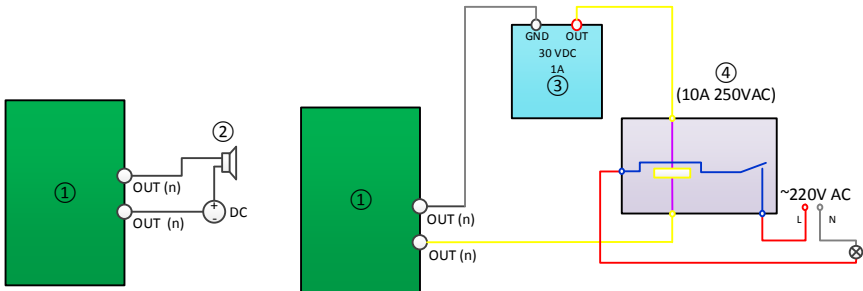 ①
②
OUT (n)
+
-
DC
OUT (n)
①
OUT (n)
OUT (n)
GND OUT
30 VDC
1A
③
④
(10A 250VAC)
~220V AC
L N